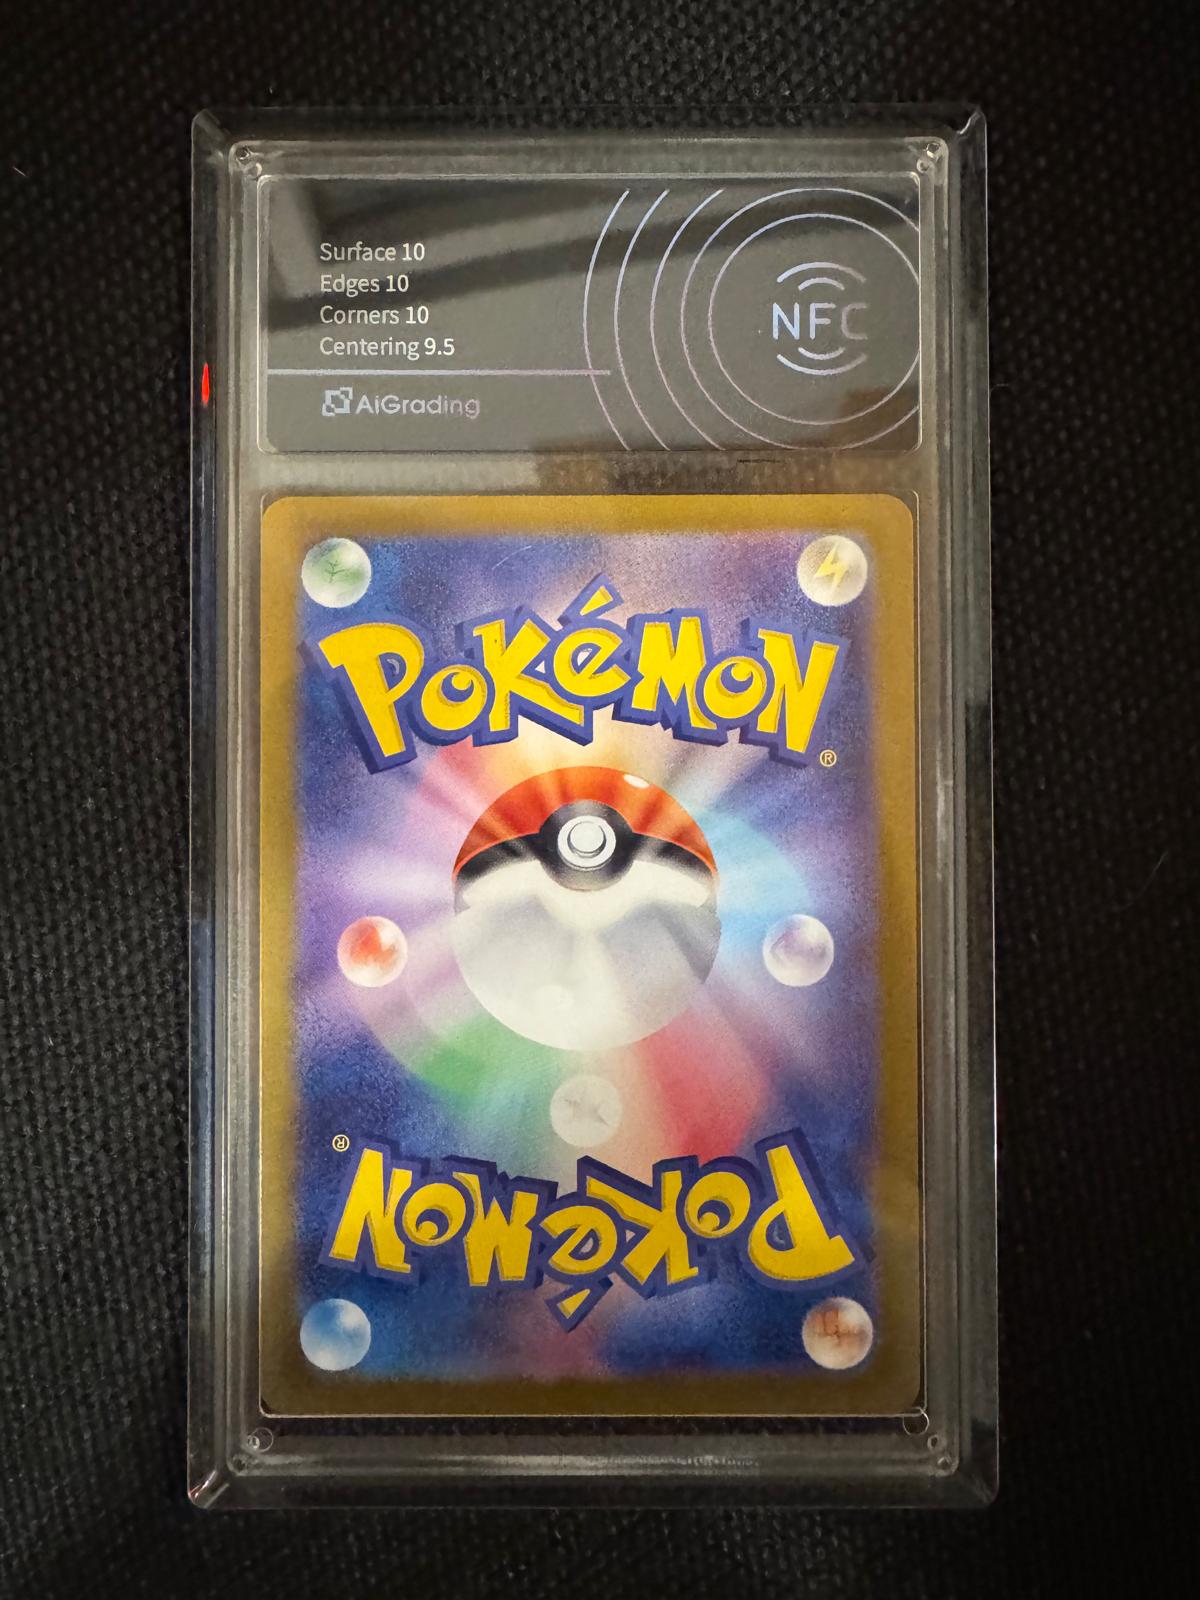 Surface 10
Edges 10
Corners 10
Centering 9.5
AiGrading
NFC
POKéMON
®
®
POKéMON